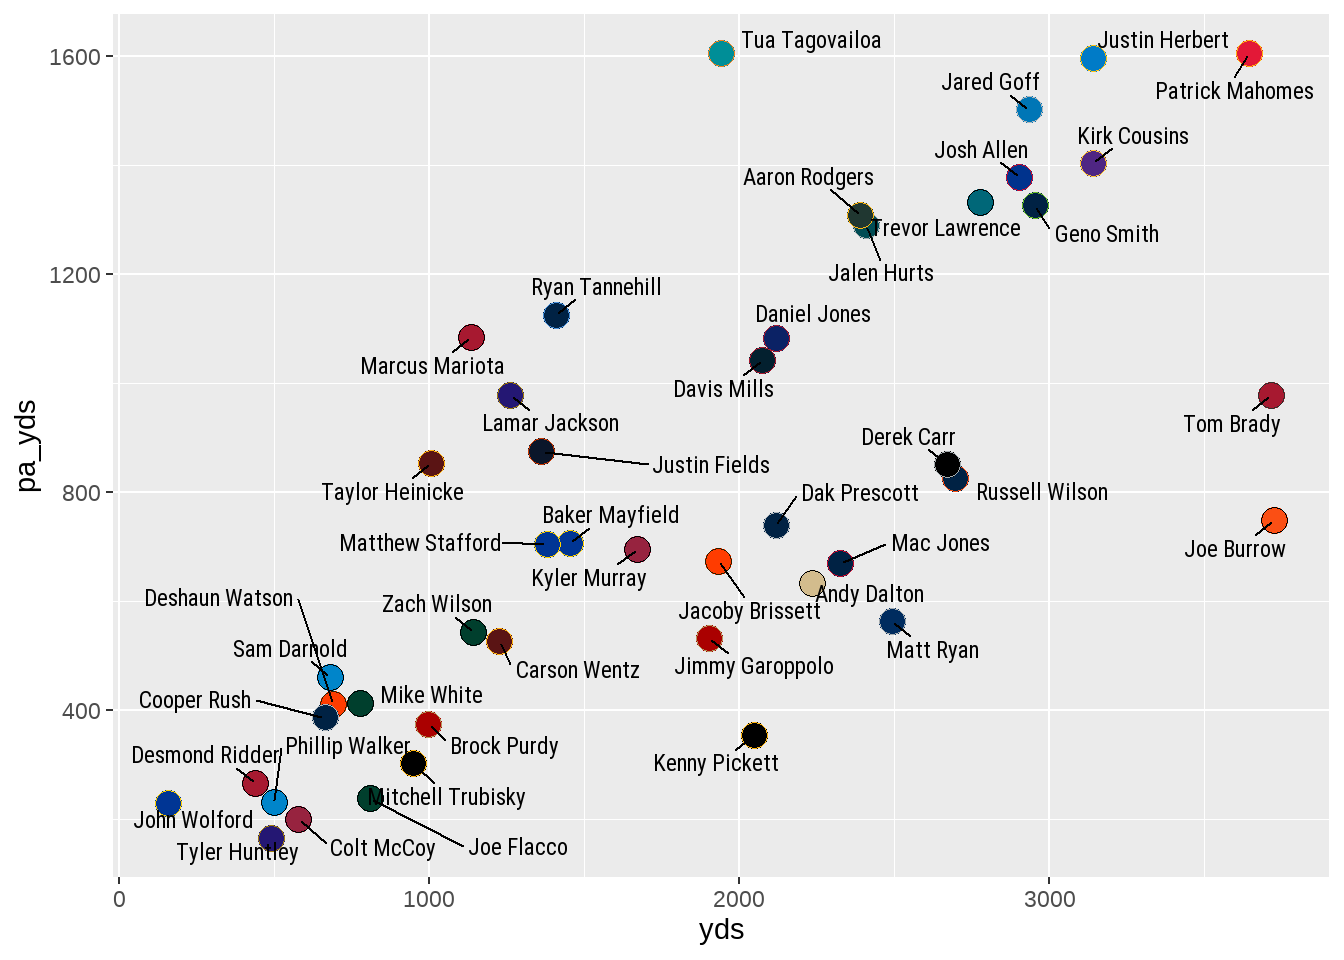 1600
1200
800
400
pa_yds
Tua Tagovailoa
Justin Herbert
Jared Goff
Patrick Mahomes
Kirk Cousins
Josh Allen
Aaron Rodgers
Trevor Lawrence
Geno Smith
Jalen Hurts
Ryan Tannehill
Daniel Jones
Marcus Mariota
Davis Mills
Lamar Jackson
Tom Brady
Derek Carr
Justin Fields
Taylor Heinicke
Dak Prescott
Russell Wilson
Baker Mayfield
Matthew Stafford
Mac Jones
Joe Burrow
Kyler Murray
Deshaun Watson
Zach Wilson
Jacoby Brissett
Andy Dalton
Sam Darnold
Carson Wentz
Jimmy Garoppolo
Matt Ryan
Cooper Rush
Mike White
Phillip Walker
Brock Purdy
Desmond Ridder
Kenny Pickett
Mitchell Trubisky
John Wolford
Tyler Huntley
Colt McCoy
Joe Flacco
0
1000
2000
3000
yds